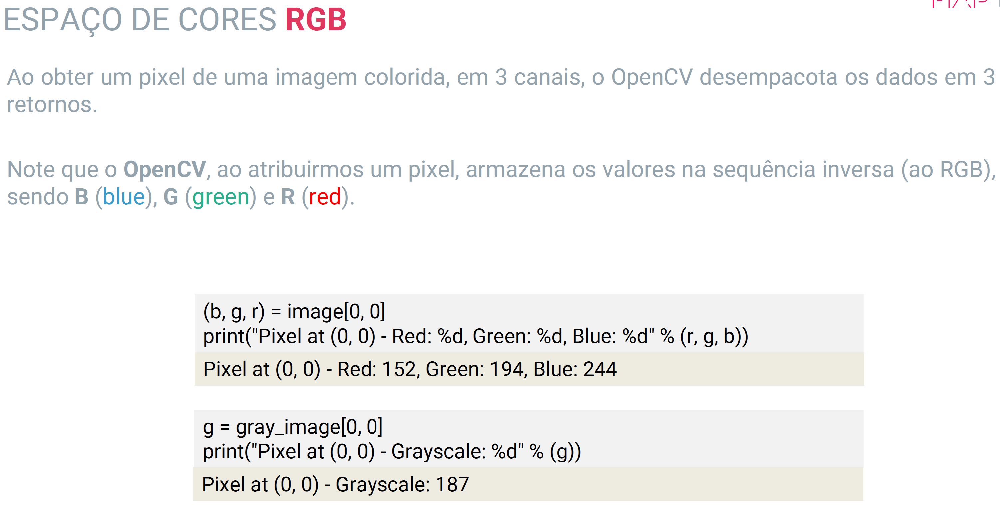 ESPAÇO DE CORES RGB
Ao obter um pixel de uma imagem colorida, em 3 canais, o OpenCV desempacota os dados em 3
retornos.
Note que o OpenCV, ao atribuirmos um pixel, armazena os valores na sequência inversa (ao RGB),
sendo B (blue), G (green) e R (red).
(b, g, r) = image[0, 0]
print("Pixel at (0, 0) - Red: %d, Green: %d, Blue: %d" % (r, g, b))
Pixel at (0, 0) - Red: 152, Green: 194, Blue: 244
g = gray_image[0, 0]
print("Pixel at (0, 0) - Grayscale: %d" % (g))
Pixel at (0, 0) - Grayscale: 187